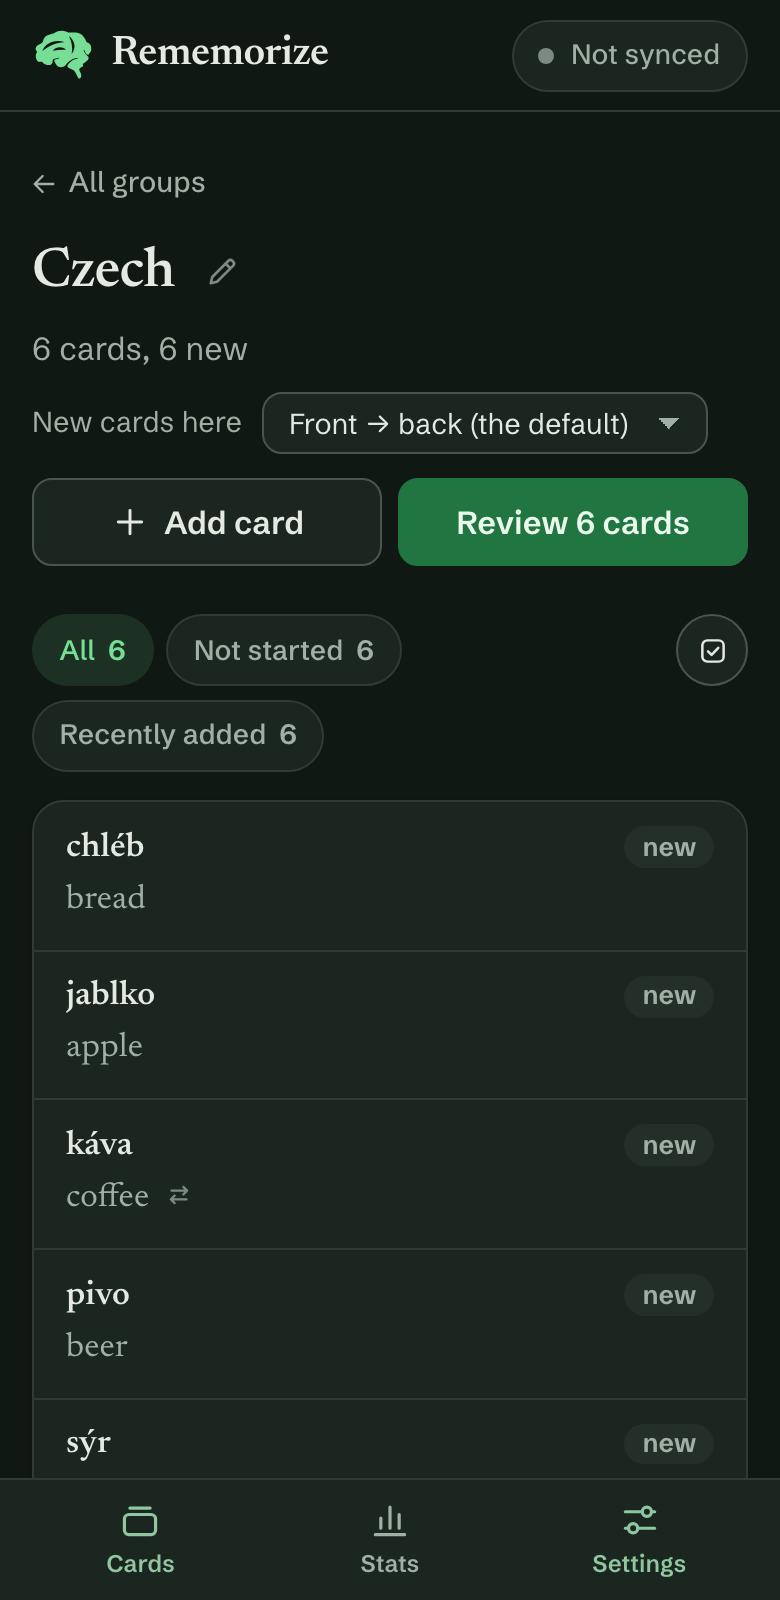 Rememorize
Not synced
← All groups
Czech
6 cards, 6 new
New cards here
Front → back (the default)
+ Add card
Review 6 cards
All 6
Not started 6
Recently added 6
chléb
new
bread
jablko
new
apple
káva
new
coffee ⇄
pivo
new
beer
sýr
new
Cards
Stats
Settings